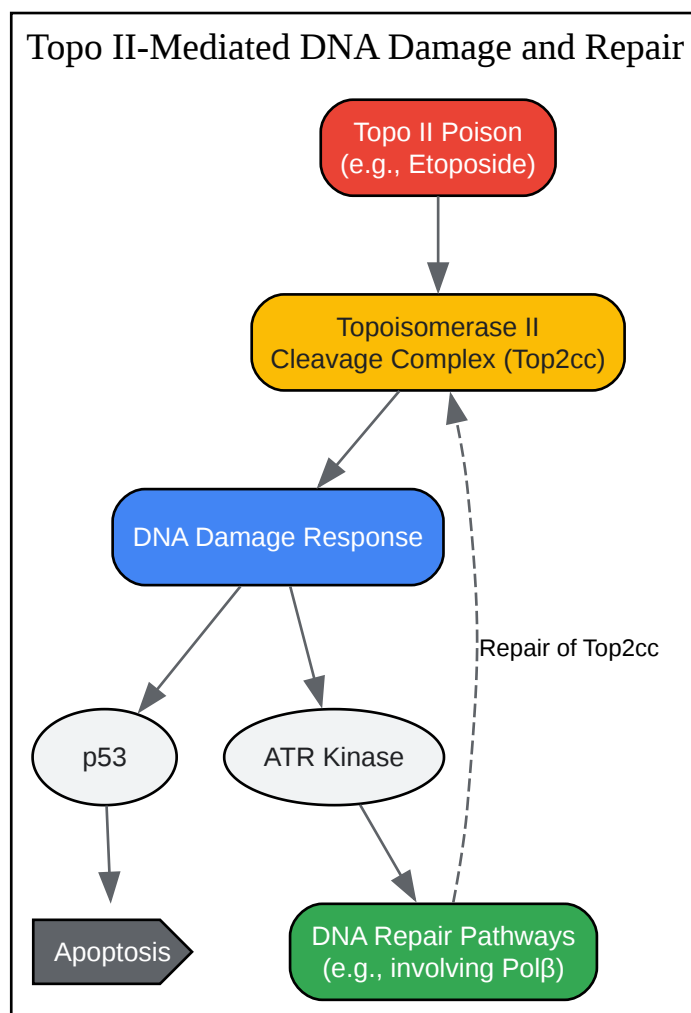 Topo II-Mediated DNA Damage and Repair
Topo II Poison
(e.g., Etoposide)
Topoisomerase II
Cleavage Complex (Top2cc)
DNA Damage Response
Repair of Top2cc
p53
ATR Kinase
Apoptosis
DNA Repair Pathways
(e.g., involving Polβ)